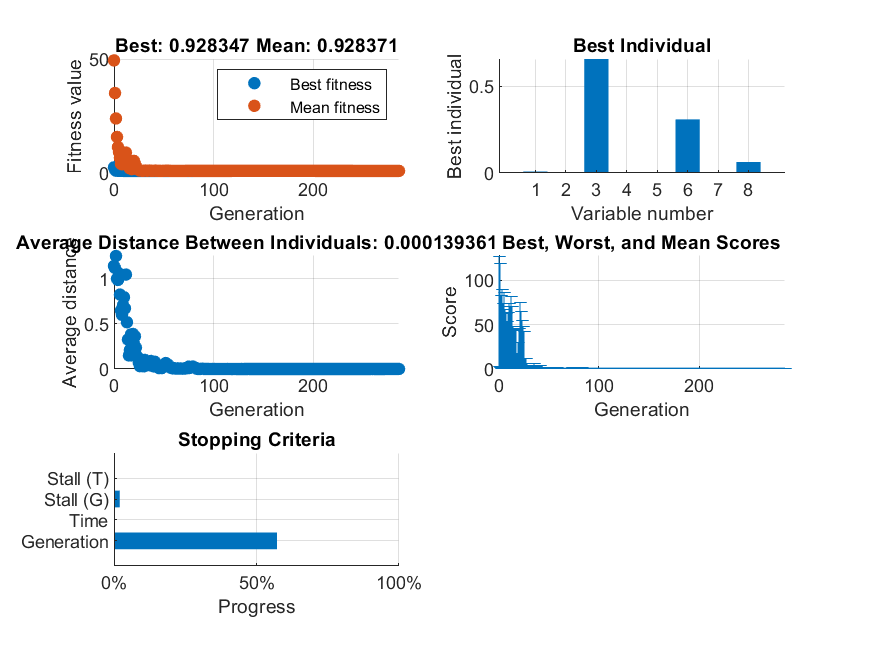 Best: 0.928347 Mean: 0.928371
Fitness value
50
0
Best fitness
Mean fitness
0 100 200
Generation
Best Individual
Best individual
0.5
0
1 2 3 4 5 6 7 8
Variable number
Average Distance Between Individuals: 0.000139361
Average distance
1
0.5
0
0 100 200
Generation
Best, Worst, and Mean Scores
Score
100
50
0
0 100 200
Generation
Stopping Criteria
Stall (T)
Stall (G)
Time
Generation
0% 50% 100%
Progress